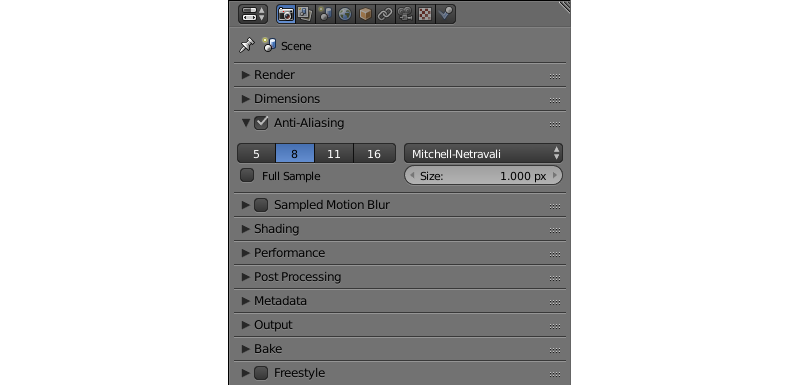 Scene
Render
Dimensions
Anti-Aliasing
5 8 11 16 Mitchell-Netravali
Full Sample Size: 1.000 px
Sampled Motion Blur
Shading
Performance
Post Processing
Metadata
Output
Bake
Freestyle